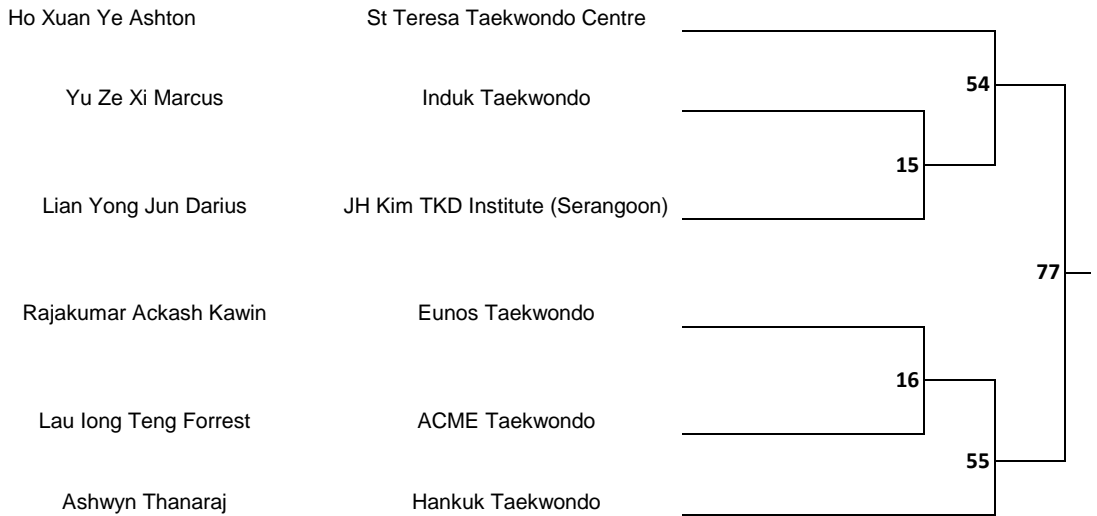 Ho Xuan Ye Ashton St Teresa Taekwondo Centre
54
Yu Ze Xi Marcus Induk Taekwondo
15
Lian Yong Jun Darius JH Kim TKD Institute (Serangoon)
77
Rajakumar Ackash Kawin Eunos Taekwondo
16
Lau Iong Teng Forrest ACME Taekwondo
55
Ashwyn Thanaraj Hankuk Taekwondo